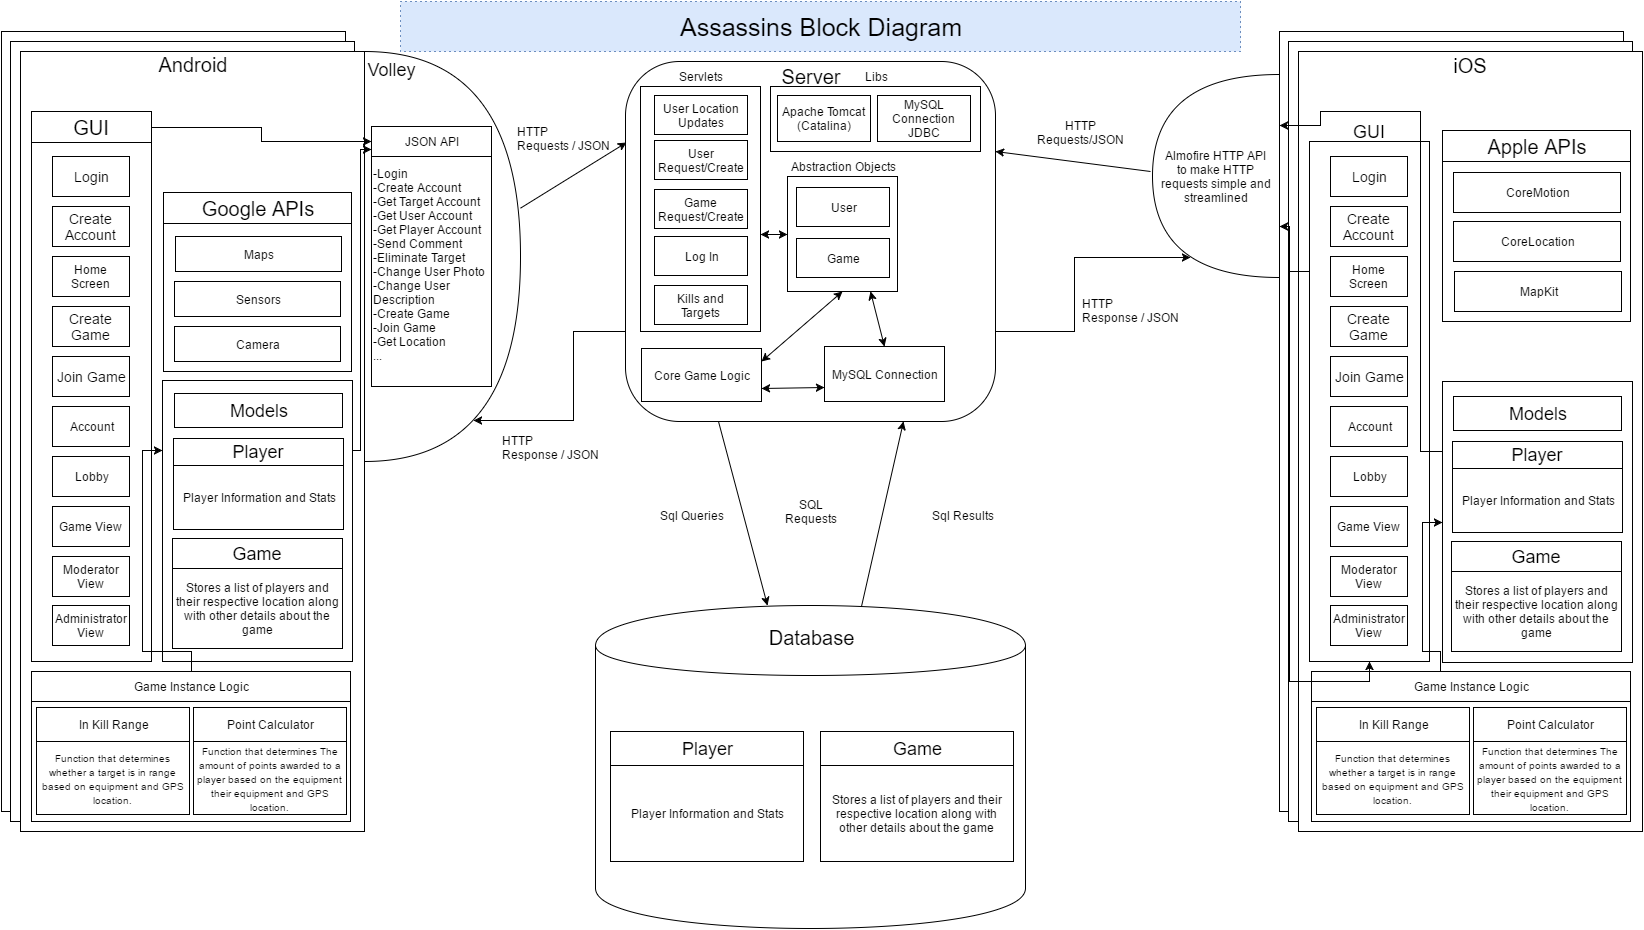 Assassins Block Diagram
Android
Volley
GUI
Login
Create
Account
Home
Screen
Create
Game
Join Game
Account
Lobby
Game View
Moderator
View
Administrator
View
Google APIs
Maps
Sensors
Camera
Models
Player
Player Information and Stats
Game
Stores a list of players and
their respective location along
with other details about the
game
Game Instance Logic
In Kill Range
Function that determines
whether a target is in range
based on equipment and GPS
location.
Point Calculator
Function that determines The
amount of points awarded to a
player based on the equipment
their equipment and GPS
location.
JSON API
-Login
-Create Account
-Get Target Account
-Get User Account
-Get Player Account
-Send Comment
-Eliminate Target
-Change User Photo
-Change User
Description
-Create Game
-Join Game
-Get Location
...
HTTP
Requests / JSON
HTTP
Response / JSON
Server
Servlets
User Location
Updates
User
Request/Create
Game
Request/Create
Log In
Kills and
Targets
Libs
Apache Tomcat
(Catalina)
MySQL
Connection
JDBC
Abstraction Objects
User
Game
Core Game Logic
MySQL Connection
Sql Queries
SQL
Requests
Sql Results
Database
Player
Player Information and Stats
Game
Stores a list of players and their
respective location along with
other details about the game
HTTP
Requests/JSON
HTTP
Response / JSON
Almofire HTTP API
to make HTTP
requests simple and
streamlined
iOS
GUI
Login
Create
Account
Home
Screen
Create
Game
Join Game
Account
Lobby
Game View
Moderator
View
Administrator
View
Apple APIs
CoreMotion
CoreLocation
MapKit
Models
Player
Player Information and Stats
Game
Stores a list of players and
their respective location along
with other details about the
game
Game Instance Logic
In Kill Range
Function that determines
whether a target is in range
based on equipment and GPS
location.
Point Calculator
Function that determines The
amount of points awarded to a
player based on the equipment
their equipment and GPS
location.